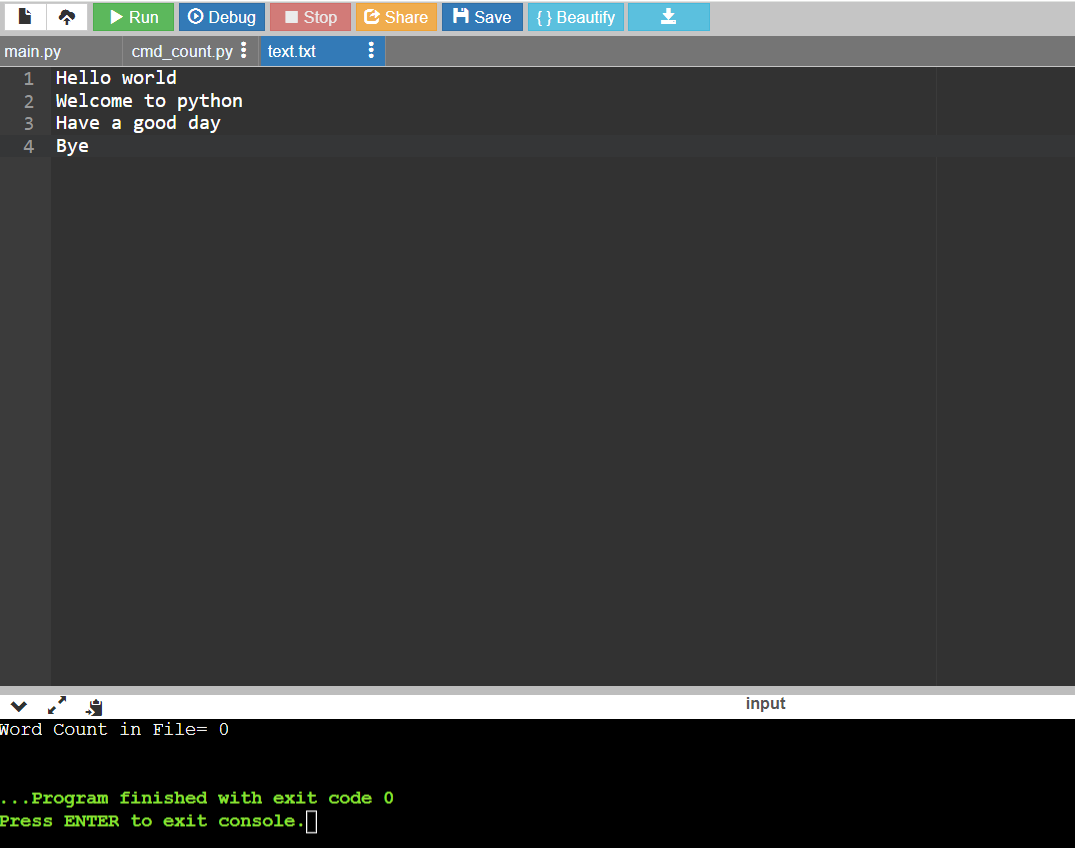 Run Debug Stop Share Save { } Beautify
main.py cmd_count.py text.txt
1 Hello world
2 Welcome to python
3 Have a good day
4 Bye
input
Word Count in File= 0
...Program finished with exit code 0
Press ENTER to exit console.